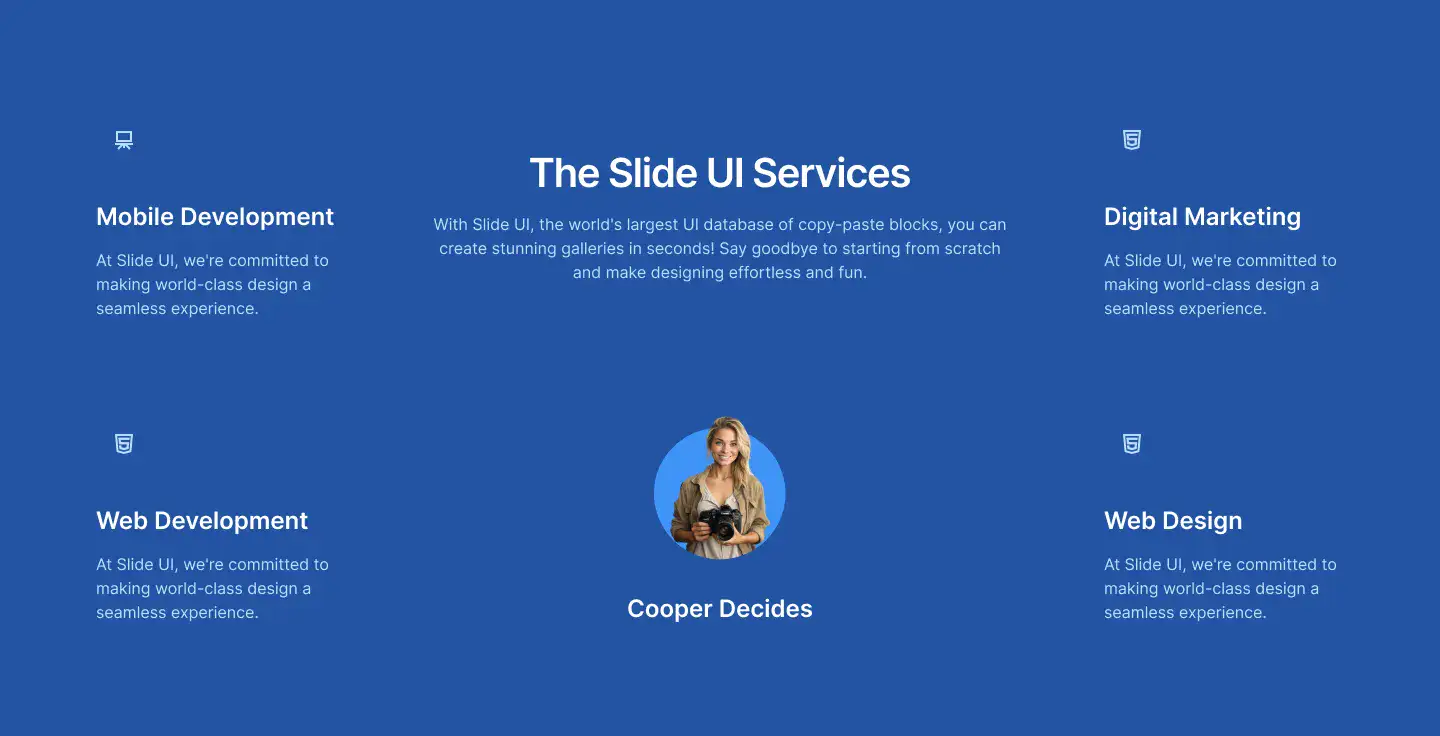 Mobile Development
At Slide UI, we're committed to
making world-class design a
seamless experience.
Web Development
At Slide UI, we're committed to
making world-class design a
seamless experience.
The Slide UI Services
With Slide UI, the world's largest UI database of copy-paste blocks, you can
create stunning galleries in seconds! Say goodbye to starting from scratch
and make designing effortless and fun.
Cooper Decides
Digital Marketing
At Slide UI, we're committed to
making world-class design a
seamless experience.
Web Design
At Slide UI, we're committed to
making world-class design a
seamless experience.